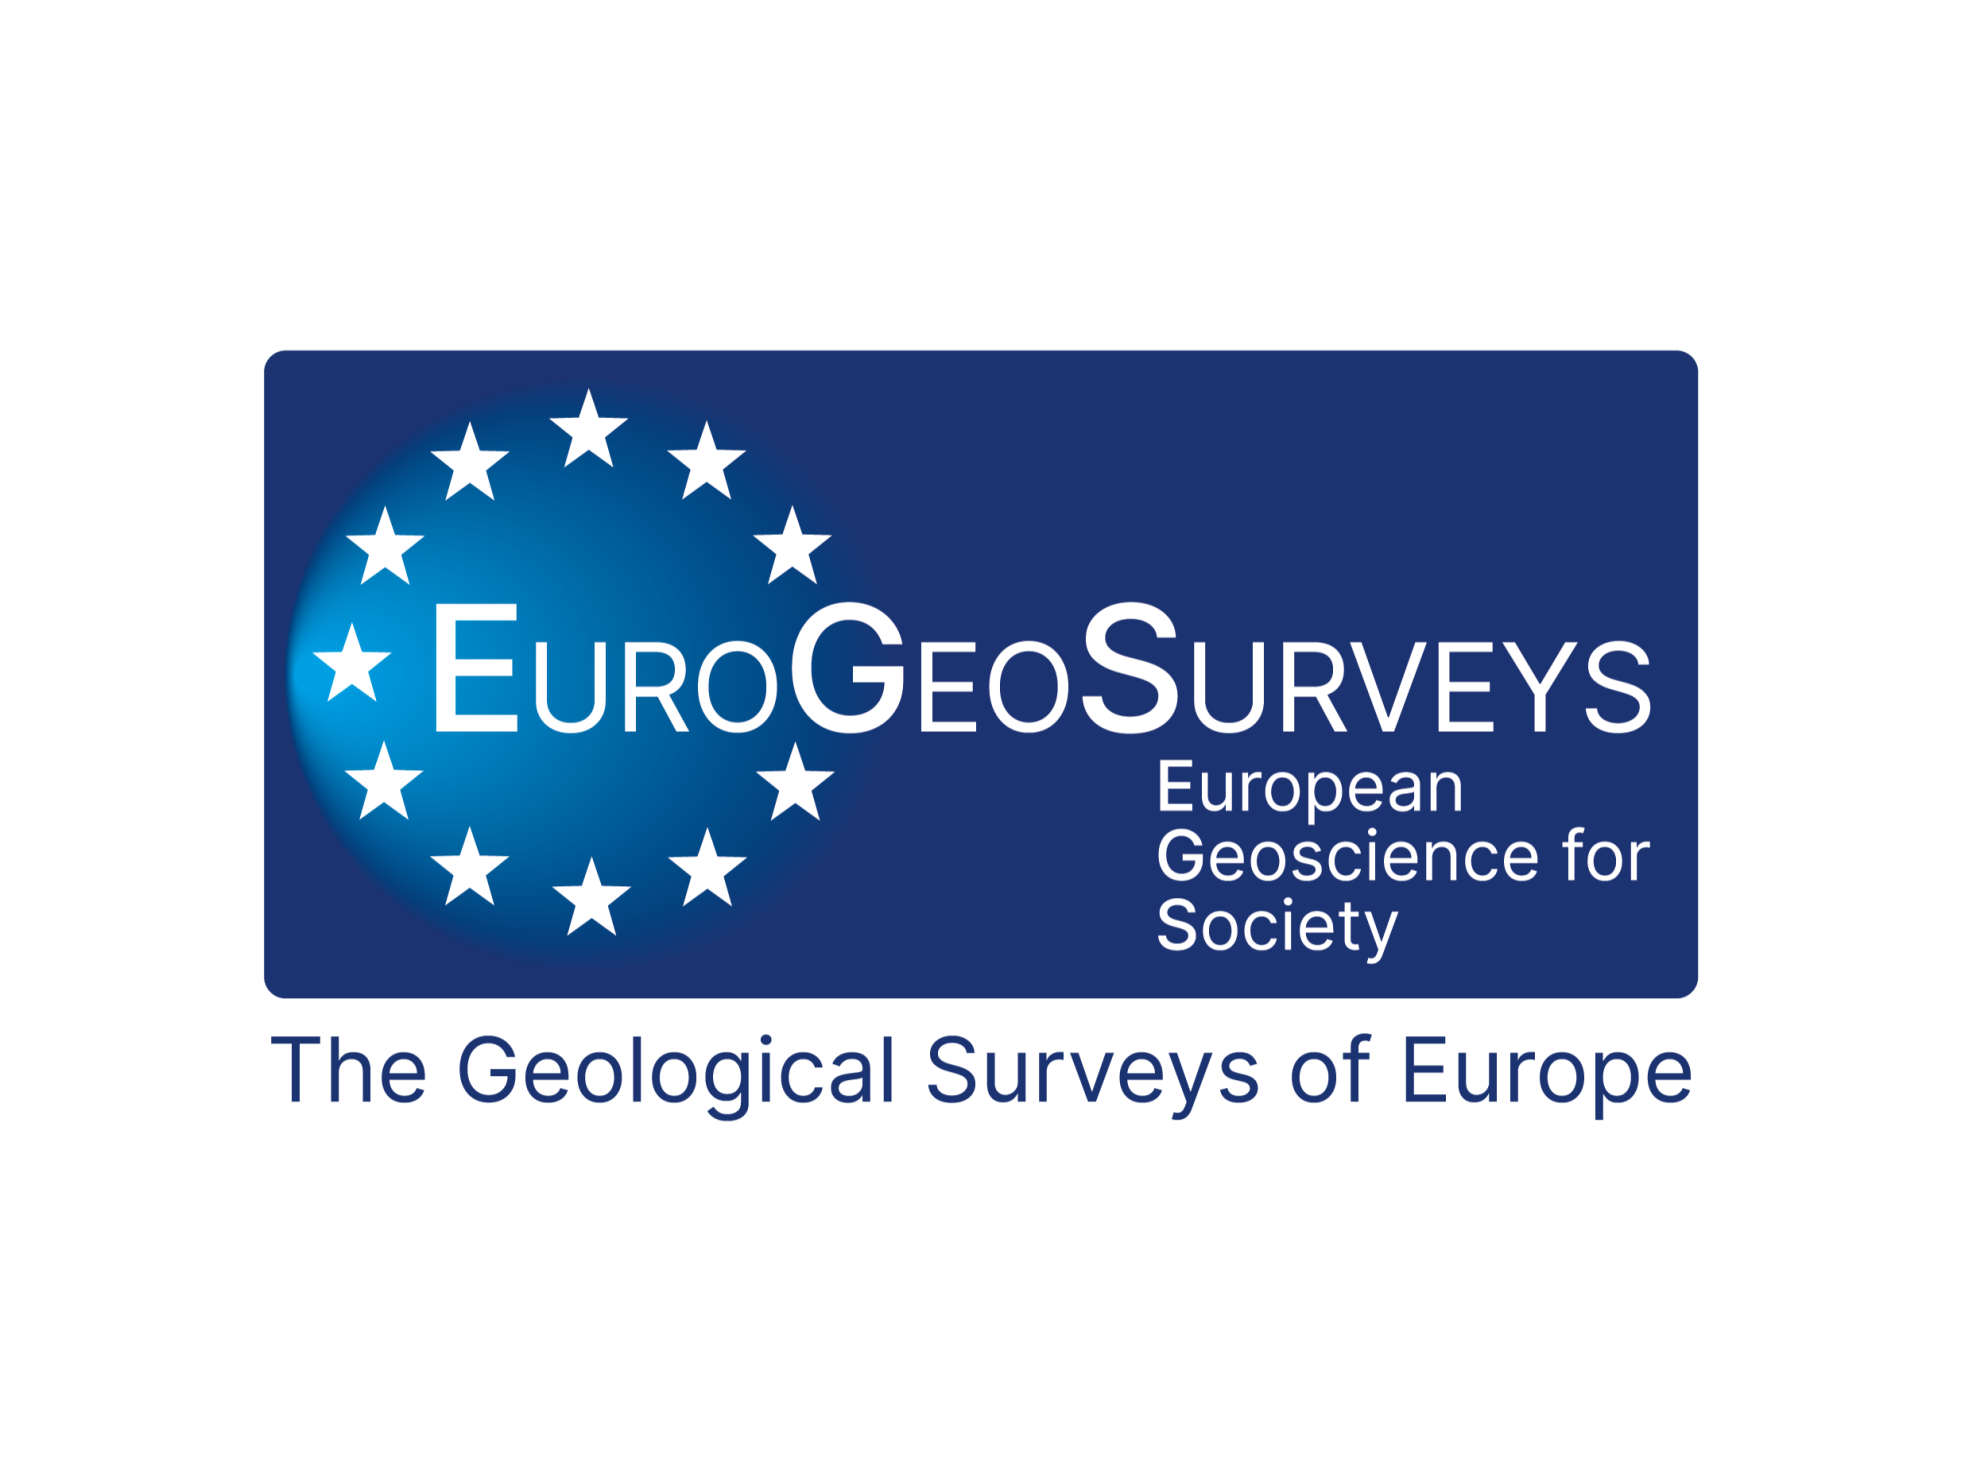 EUROGEOSURVEYS
European
Geoscience for
Society
The Geological Surveys of Europe